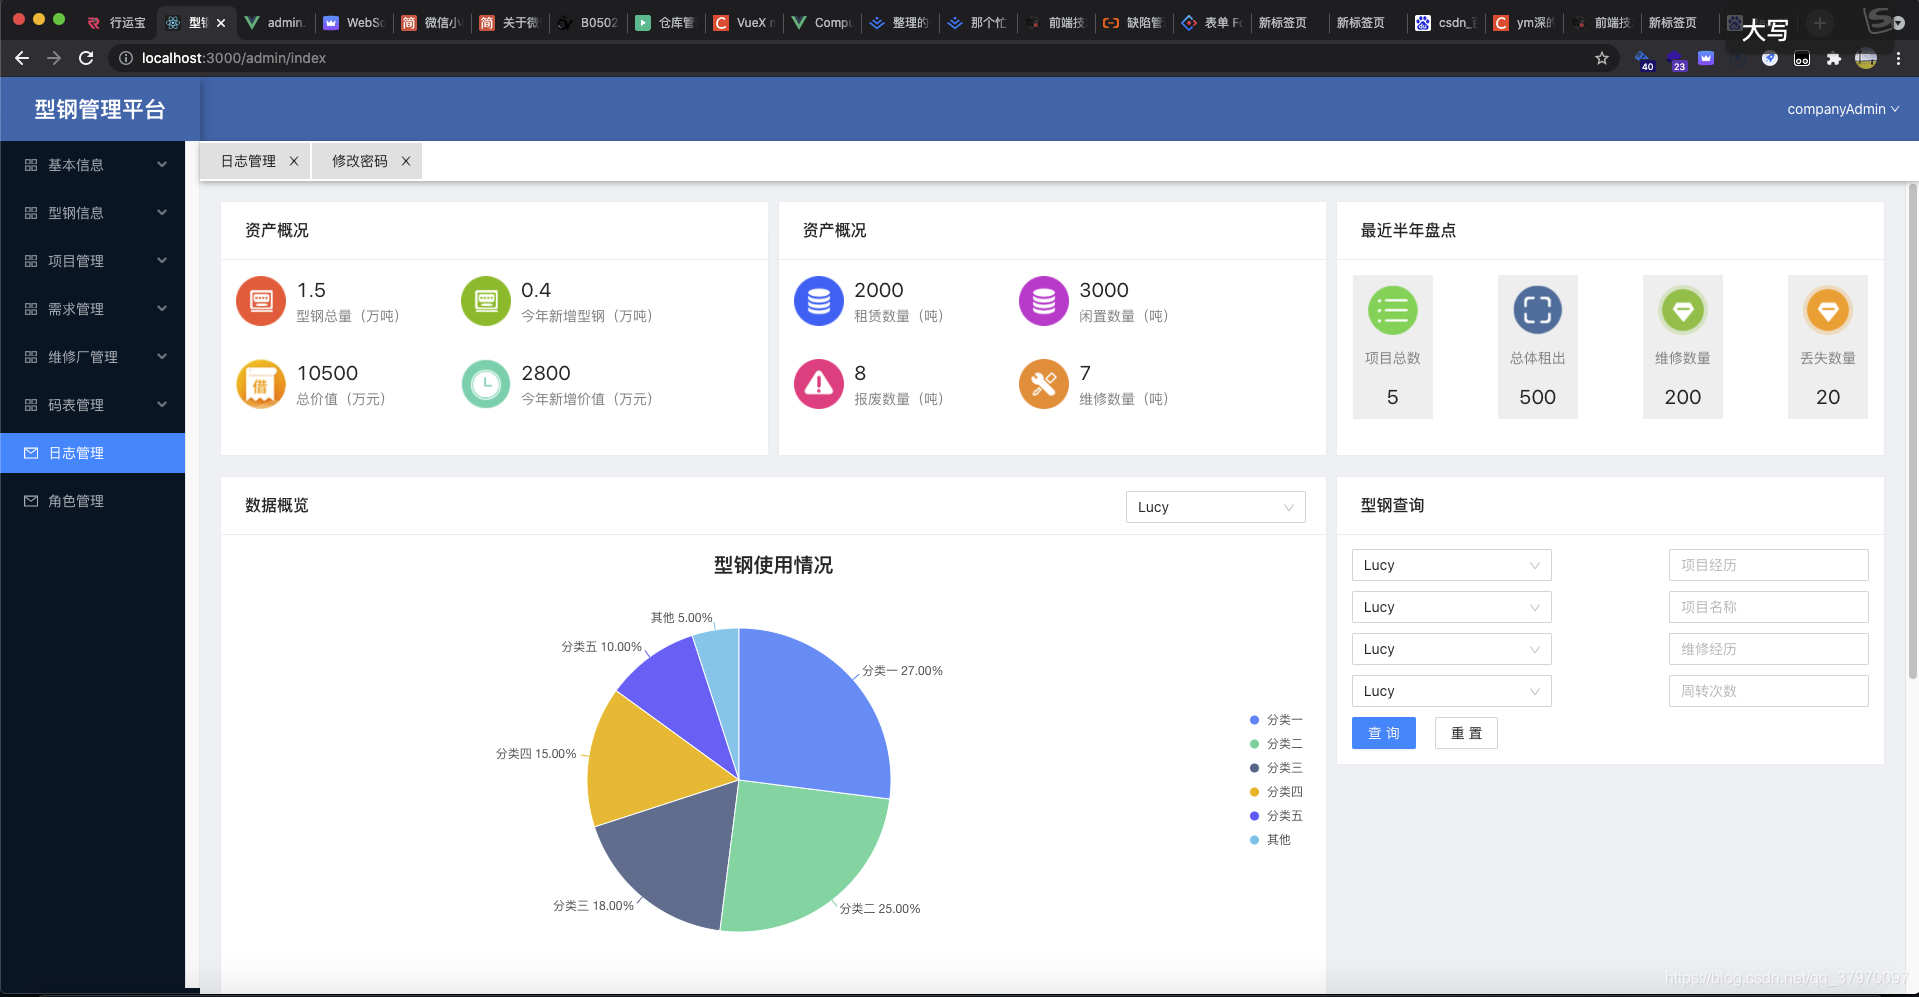 行运宝
型钢
admin.
WebSc
微信小
关于微
B0502
仓库管
VueX n
Compu
整理的
那个忙
前端技
缺陷管
表单 Fo
新标签页
新标签页
csdn_百
ym深的
前端技
新标签页
大写
localhost:3000/admin/index
40
23
型钢管理平台
companyAdmin
基本信息
型钢信息
项目管理
需求管理
维修厂管理
码表管理
日志管理
角色管理
日志管理
修改密码
资产概况
1.5
型钢总量（万吨）
0.4
今年新增型钢（万吨）
借
10500
总价值（万元）
2800
今年新增价值（万元）
资产概况
2000
租赁数量（吨）
3000
闲置数量（吨）
8
报废数量（吨）
7
维修数量（吨）
最近半年盘点
项目总数
5
总体租出
500
维修数量
200
丢失数量
20
数据概览
Lucy
型钢使用情况
其他 5.00%
分类五 10.00%
分类一 27.00%
分类四 15.00%
分类三 18.00%
分类二 25.00%
分类一
分类二
分类三
分类四
分类五
其他
型钢查询
Lucy
项目经历
Lucy
项目名称
Lucy
维修经历
Lucy
周转次数
查 询
重 置
https://blog.csdn.net/qq_37970097